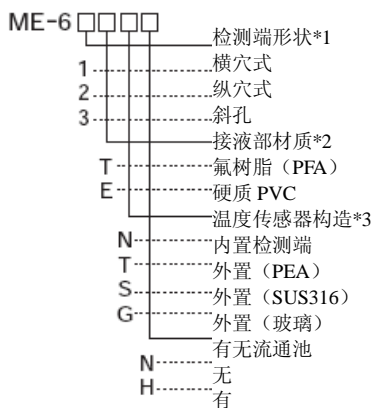 ME-6□□□□
检测端形状*1
1 横穴式
2 纵穴式
3 斜孔
接液部材质*2
T 氟树脂（PFA）
E 硬质 PVC
温度传感器构造*3
N 内置检测端
T 外置（PEA）
S 外置（SUS316）
G 外置（玻璃）
有无流通池
N 无
H 有